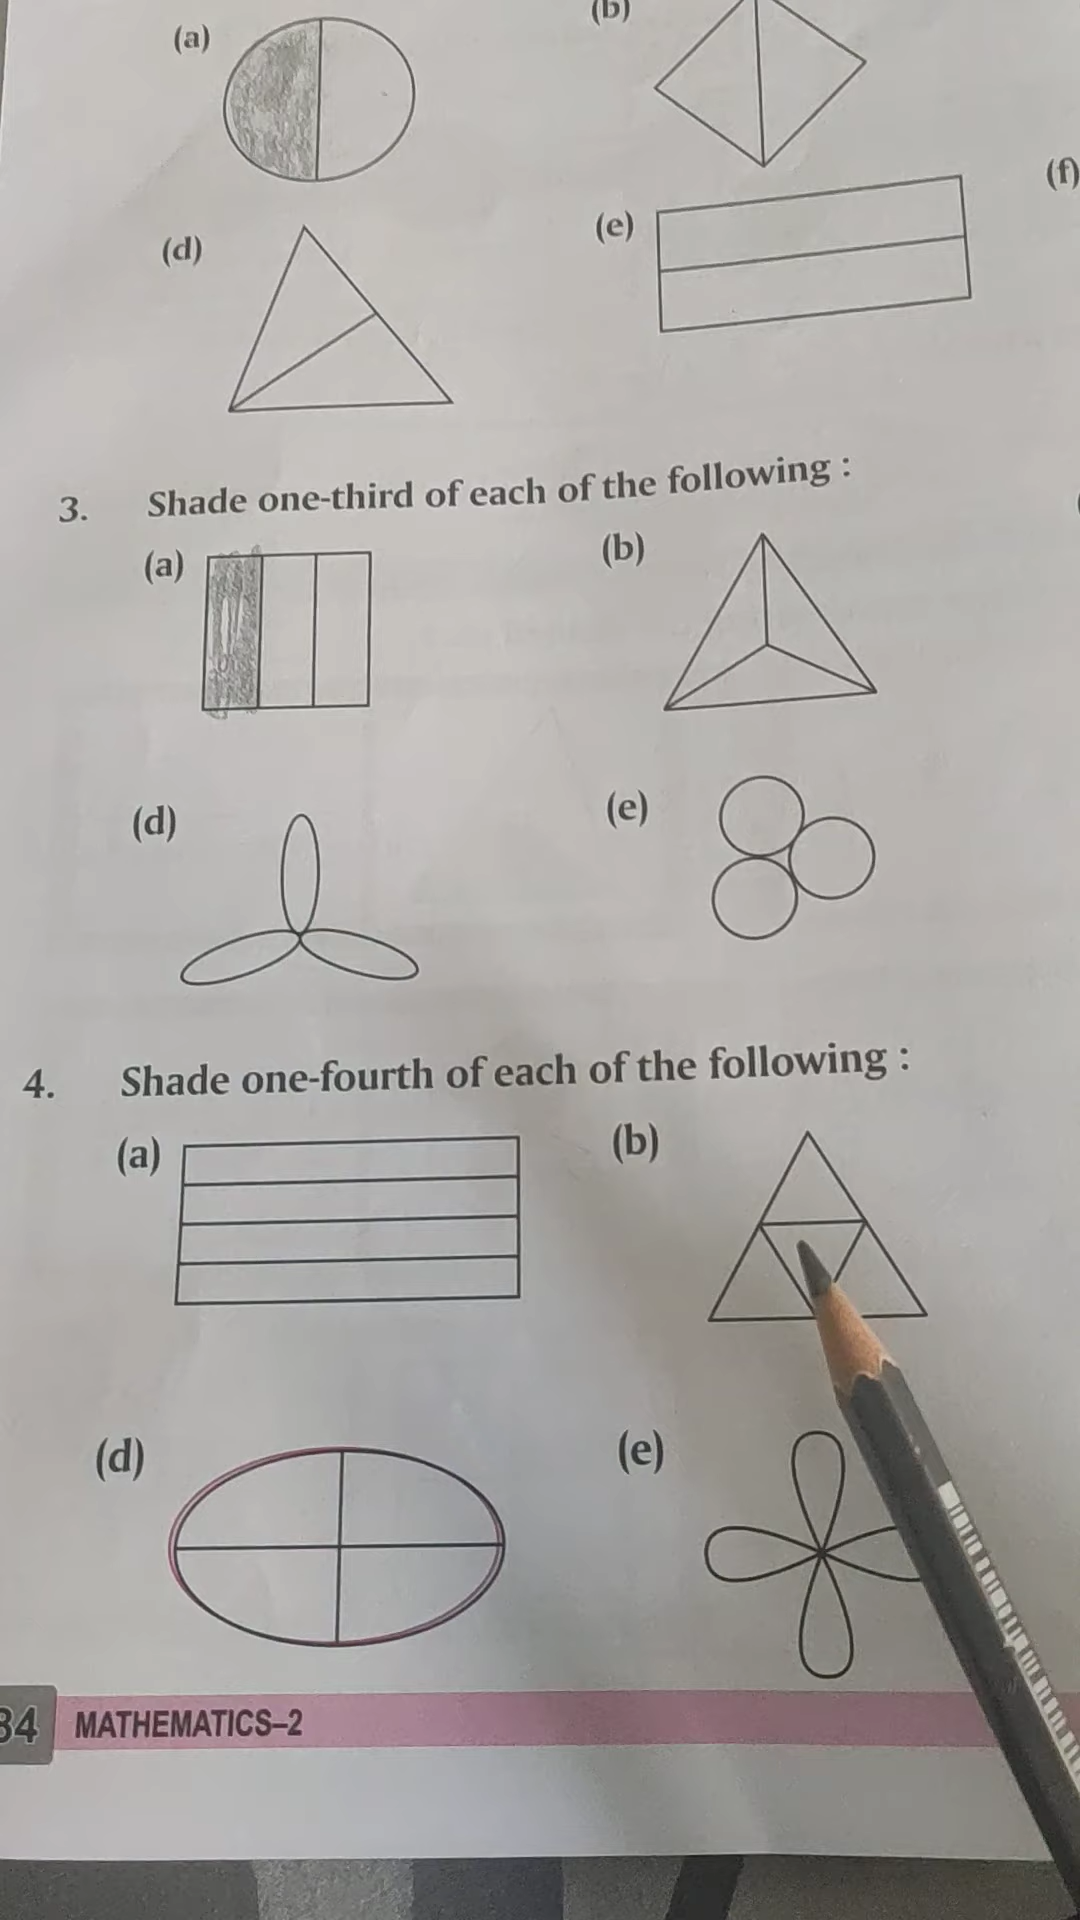 (a)
(b)
(d)
(e)
(f)
3. Shade one-third of each of the following :
(a)
(b)
(d)
(e)
4. Shade one-fourth of each of the following :
(a)
(b)
(d)
(e)
34 MATHEMATICS–2